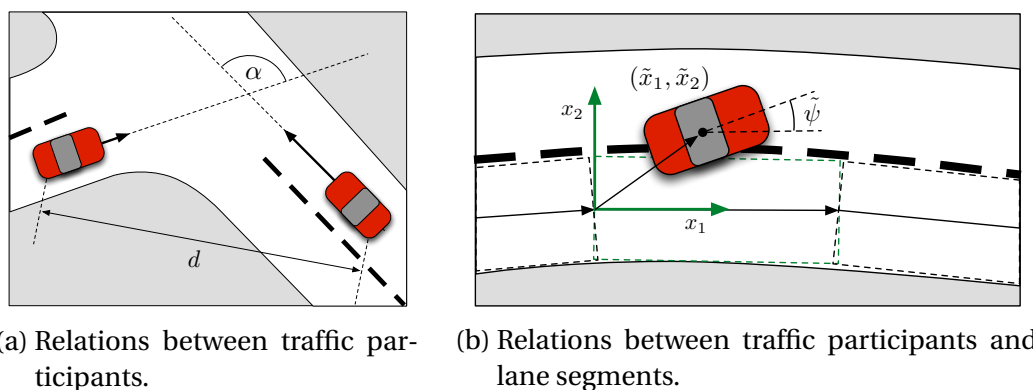 α
d
(x̃₁, x̃₂)
x₂
ψ̃
x₁
(a) Relations between traffic par-
ticipants.
(b) Relations between traffic participants and
lane segments.